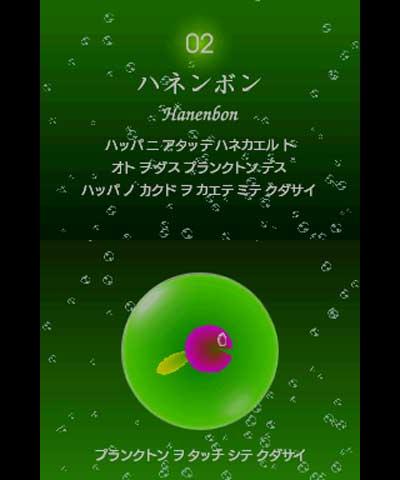 02
ハネンボン
Hanenbon
ハッパ ニ アタッテ ハネカエルト
オト ヲ ダス プランクトン デス
ハッパ ノ カクド ヲ カエテ ミテ クダサイ
プランクトン ヲ タッチ シテ クダサイ